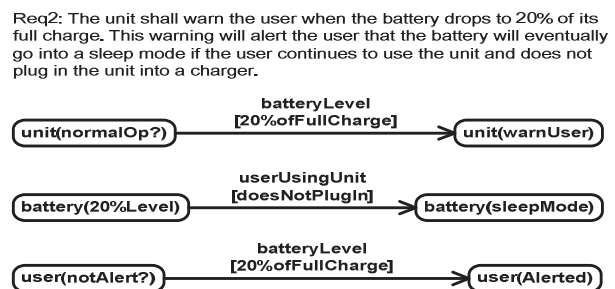 Req2: The unit shall warn the user when the battery drops to 20% of its
full charge. This warning will alert the user that the battery will eventually
go into a sleep mode if the user continues to use the unit and does not
plug in the unit into a charger.
batteryLevel
[20%ofFullCharge]
unit(normalOp?)
unit(warnUser)
userUsingUnit
[doesNotPlugIn]
battery(20%Level)
battery(sleepMode)
batteryLevel
[20%ofFullCharge]
user(notAlert?)
user(Alerted)